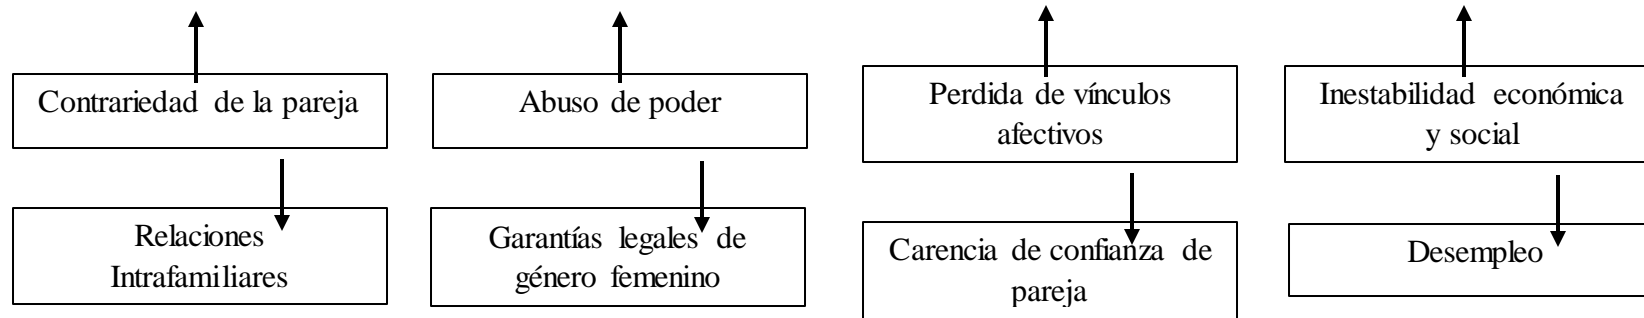 Contrariedad de la pareja
Abuso de poder
Perdida de vínculos
afectivos
Inestabilidad económica
y social
Relaciones
Intrafamiliares
Garantías legales de
género femenino
Carencia de confianza de
pareja
Desempleo